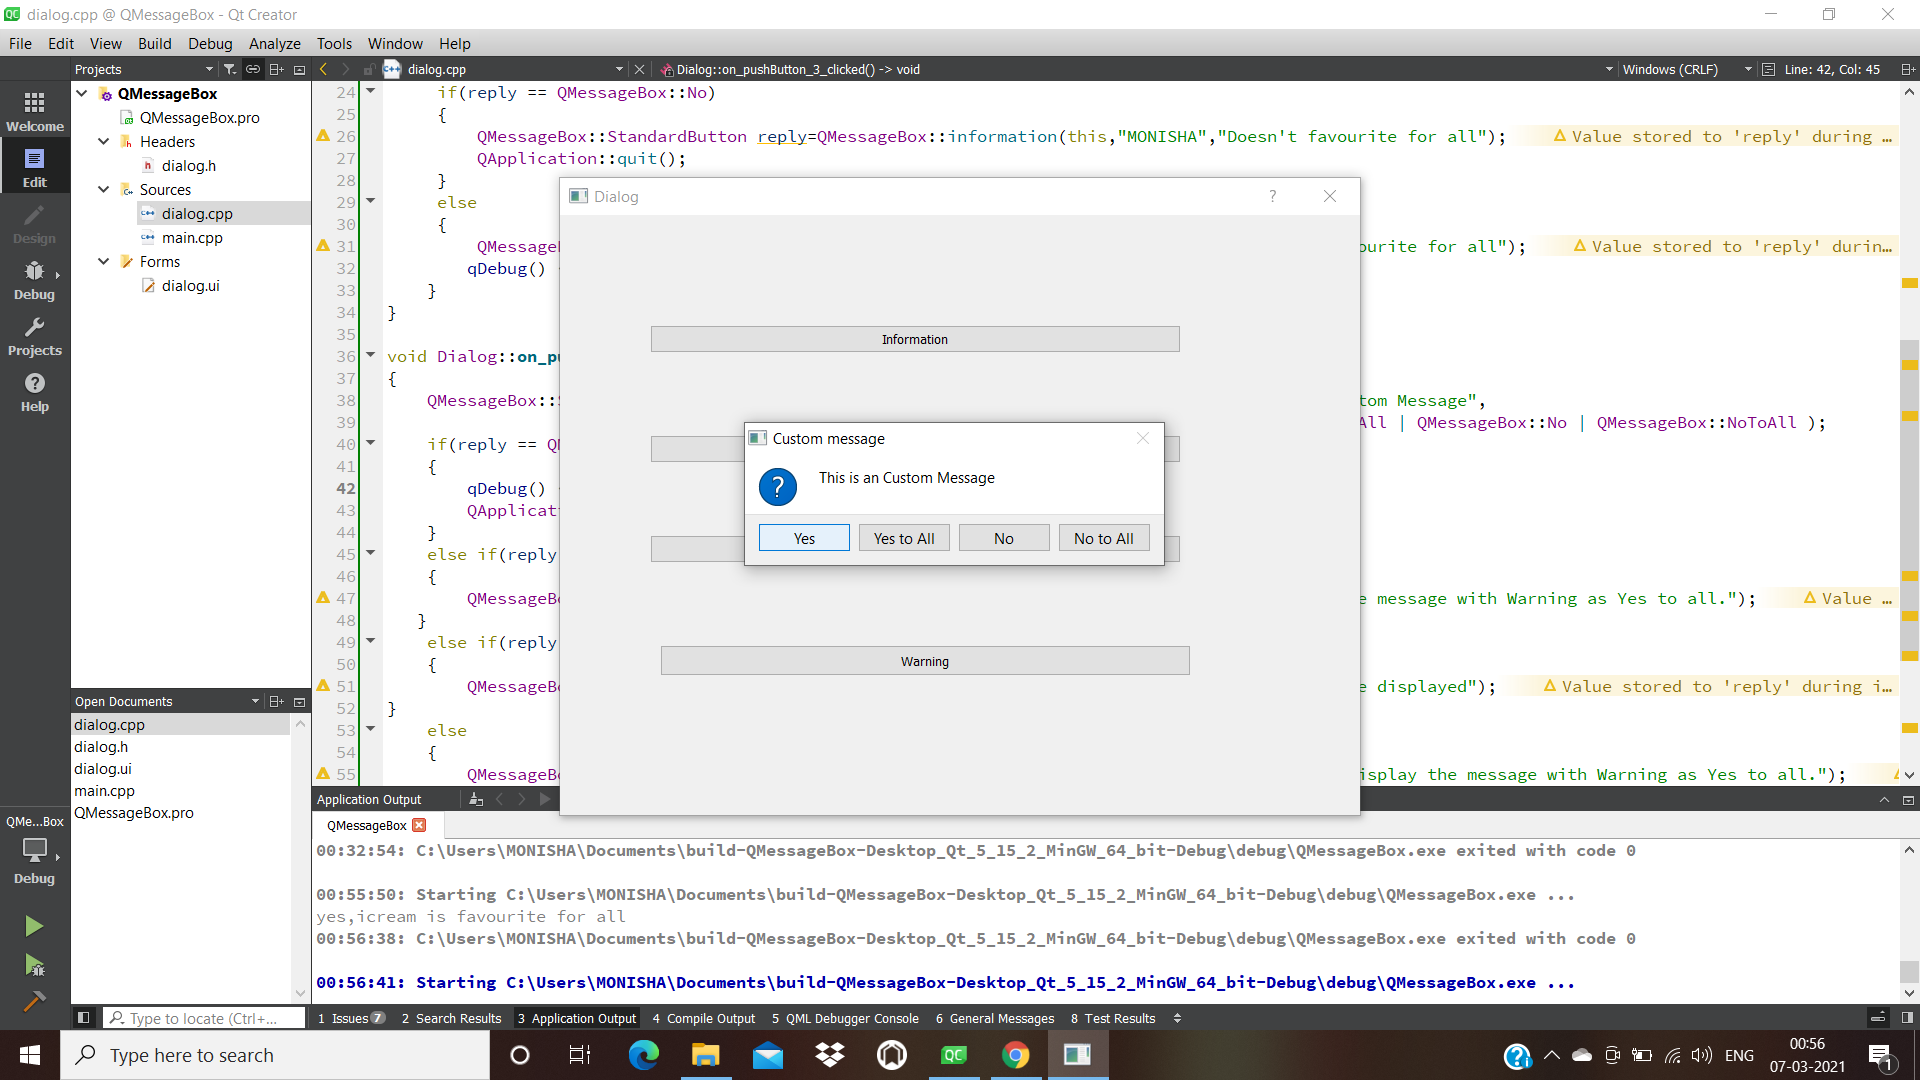 dialog.cpp @ QMessageBox - Qt Creator
File Edit View Build Debug Analyze Tools Window Help
Projects
dialog.cpp
Dialog::on_pushButton_3_clicked() -> void
Windows (CRLF)
Line: 42, Col: 45
Welcome
Edit
Design
Debug
Projects
Help
QMessageBox
QMessageBox.pro
Headers
dialog.h
Sources
dialog.cpp
main.cpp
Forms
dialog.ui
Open Documents
dialog.cpp
dialog.h
dialog.ui
main.cpp
QMessageBox.pro
QMe...Box
Debug
24 if(reply == QMessageBox::No)
25 {
26 QMessageBox::StandardButton reply=QMessageBox::information(this,"MONISHA","Doesn't favourite for all"); Value stored to 'reply' during ...
27 QApplication::quit();
28 }
29 else
30 {
31 QMessage ourite for all"); Value stored to 'reply' durin...
32 qDebug()
33 }
34 }
35
36 void Dialog::on_pu
37 {
38 QMessageBox:: tom Message",
39 All | QMessageBox::No | QMessageBox::NoToAll );
40 if(reply == QM
41 {
42 qDebug()
43 QApplicat
44 }
45 else if(reply
46 {
47 QMessageB e message with Warning as Yes to all."); Value ...
48 }
49 else if(reply
50 {
51 QMessageB e displayed"); Value stored to 'reply' during i...
52 }
53 else
54 {
55 QMessageB isplay the message with Warning as Yes to all.");
Dialog
?
Information
Warning
Custom message
?
This is an Custom Message
Yes
Yes to All
No
No to All
Application Output
QMessageBox
00:32:54: C:\Users\MONISHA\Documents\build-QMessageBox-Desktop_Qt_5_15_2_MinGW_64_bit-Debug\debug\QMessageBox.exe exited with code 0
00:55:50: Starting C:\Users\MONISHA\Documents\build-QMessageBox-Desktop_Qt_5_15_2_MinGW_64_bit-Debug\debug\QMessageBox.exe ...
yes,icream is favourite for all
00:56:38: C:\Users\MONISHA\Documents\build-QMessageBox-Desktop_Qt_5_15_2_MinGW_64_bit-Debug\debug\QMessageBox.exe exited with code 0
00:56:41: Starting C:\Users\MONISHA\Documents\build-QMessageBox-Desktop_Qt_5_15_2_MinGW_64_bit-Debug\debug\QMessageBox.exe ...
Type to locate (Ctrl+...
1 Issues 7
2 Search Results
3 Application Output
4 Compile Output
5 QML Debugger Console
6 General Messages
8 Test Results
Type here to search
ENG
00:56
07-03-2021
1